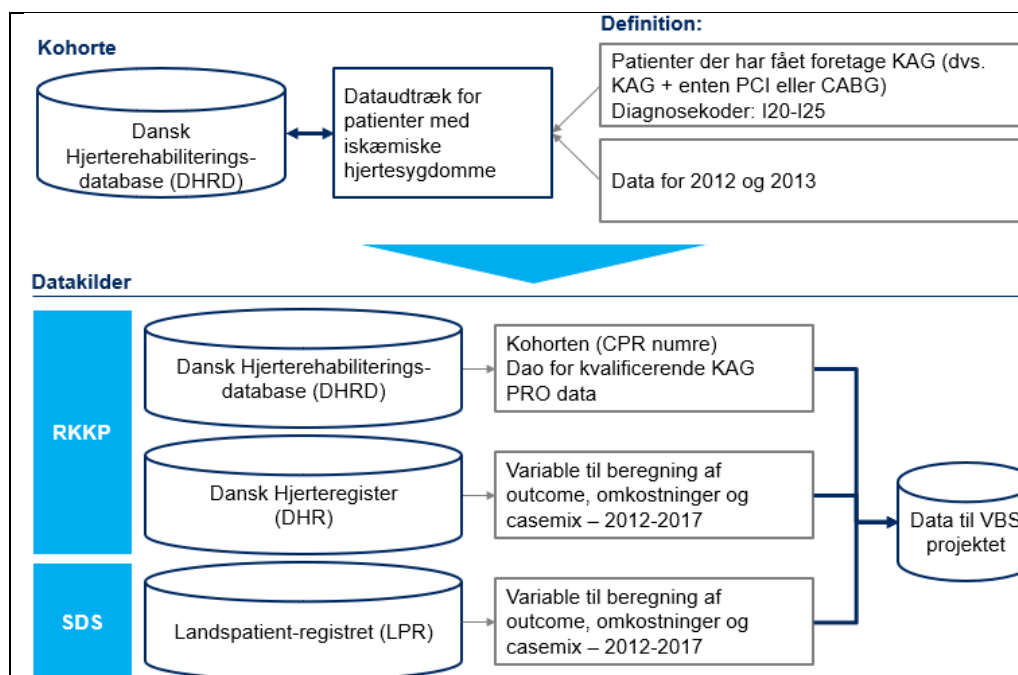 Kohorte
Definition:
Dansk
Hjerterehabiliterings-
database (DHRD)
Dataudtræk for
patienter med
iskæmiske
hjertesygdomme
Patienter der har fået foretage KAG (dvs.
KAG + enten PCI eller CABG)
Diagnosekoder: I20-I25
Data for 2012 og 2013
Datakilder
RKKP
Dansk Hjerterehabiliterings-
database (DHRD)
Kohorten (CPR numre)
Dao for kvalificerende KAG
PRO data
Dansk Hjerteregister
(DHR)
Variable til beregning af
outcome, omkostninger og
casemix – 2012-2017
SDS
Landspatient-registret (LPR)
Variable til beregning af
outcome, omkostninger og
casemix – 2012-2017
Data til VBS
projektet